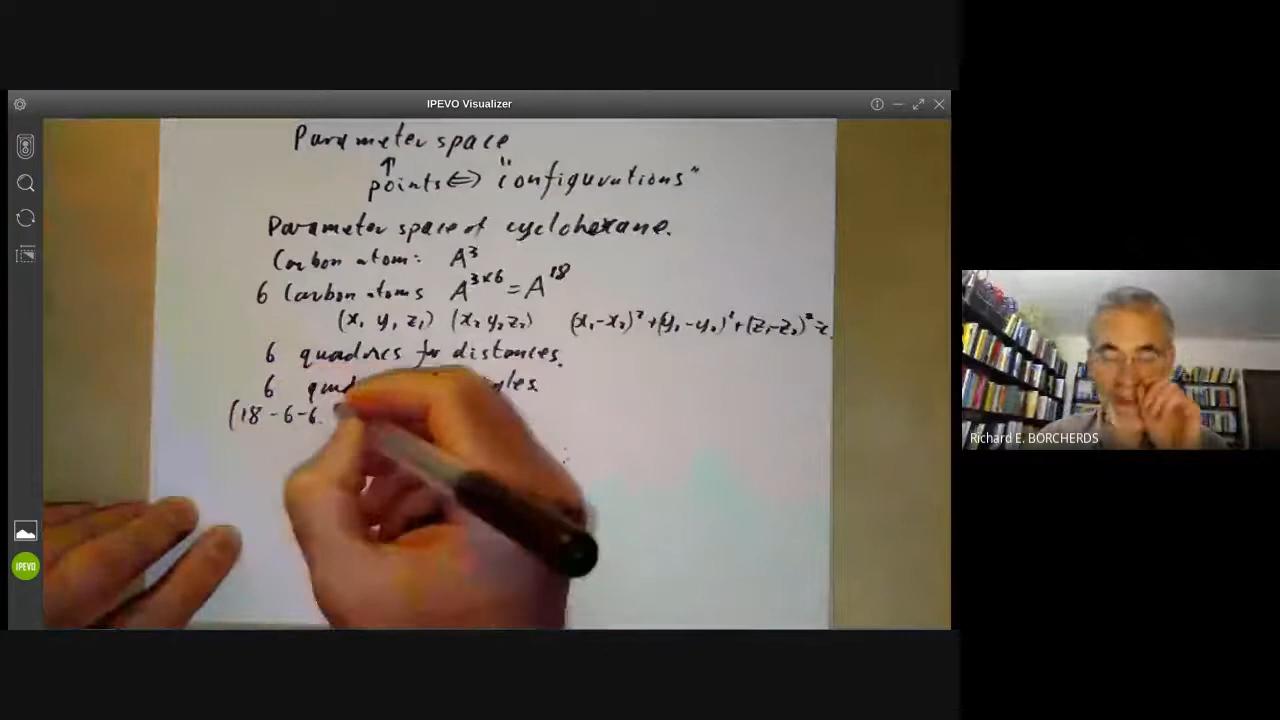 IPEVO Visualizer
Parameter space
↑
points ⇔ "configurations"
Parameter space of cyclohexane.
Carbon atom: A³
6 Carbon atoms A³ˣ⁶ = A¹⁸
(x₁ y₁ z₁) (x₂ y₂ z₂) (x₁-x₂)²+(y₁-y₂)²+(z₁-z₂)²=c.
6 quadrics for distances.
6
(18-6-6
Richard E. BORCHERDS
IPEVO